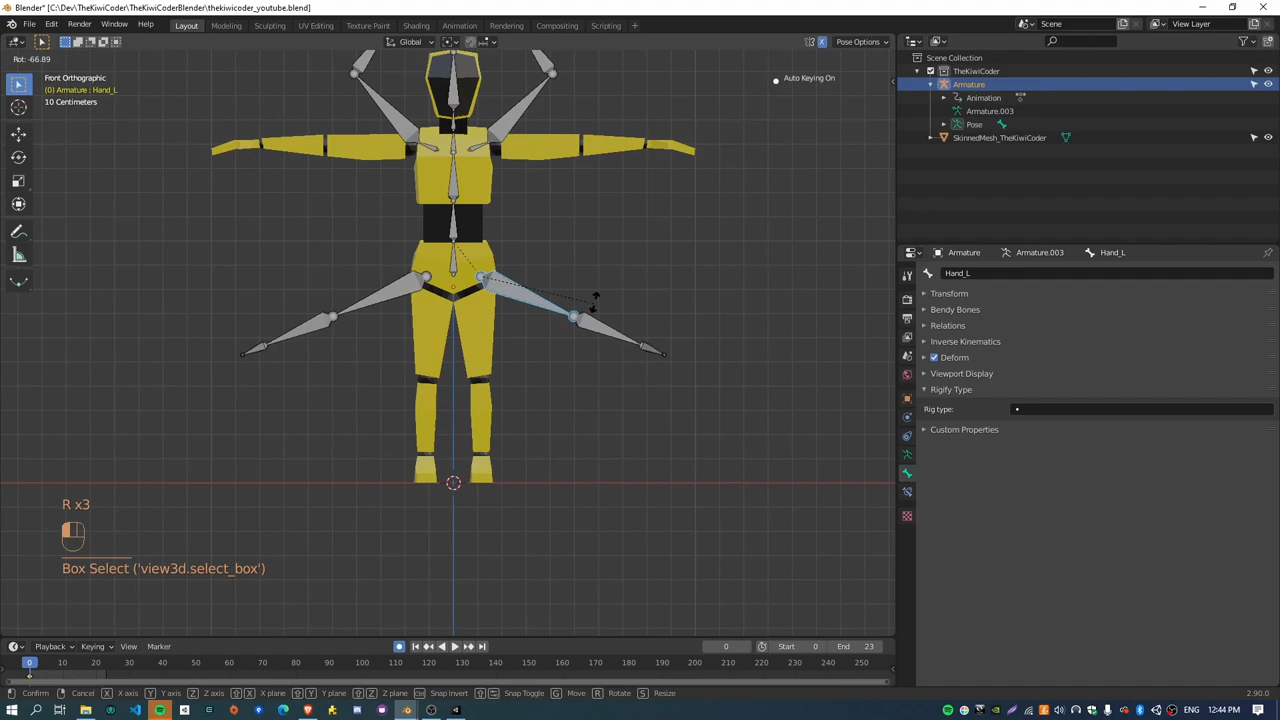 Blender* [C:\Dev\TheKiwiCoderBlender\thekiwicoder_youtube.blend]
File Edit Render Window Help Layout Modeling Sculpting UV Editing Texture Paint Shading Animation Rendering Compositing Scripting Scene View Layer
Global Pose Options
Rot: -66.89
Front Orthographic
(0) Armature : Hand_L
10 Centimeters
Auto Keying On
Scene Collection
TheKiwiCoder
Armature
Animation
Armature.003
Pose
SkinnedMesh_TheKiwiCoder
Armature Armature.003 Hand_L
Hand_L
Transform
Bendy Bones
Relations
Inverse Kinematics
Deform
Viewport Display
Rigify Type
Rig type:
Custom Properties
R x3
Box Select ('view3d.select_box')
Playback Keying View Marker 0 Start 0 End 23
0 10 20 30 40 50 60 70 80 90 100 110 120 130 140 150 160 170 180 190 200 210 220 230 240 250
Confirm Cancel X X axis Y Y axis Z Z axis X X plane Y Y plane Z Z plane Snap Invert Snap Toggle G Move R Rotate S Resize 2.90.0
ENG 12:44 PM